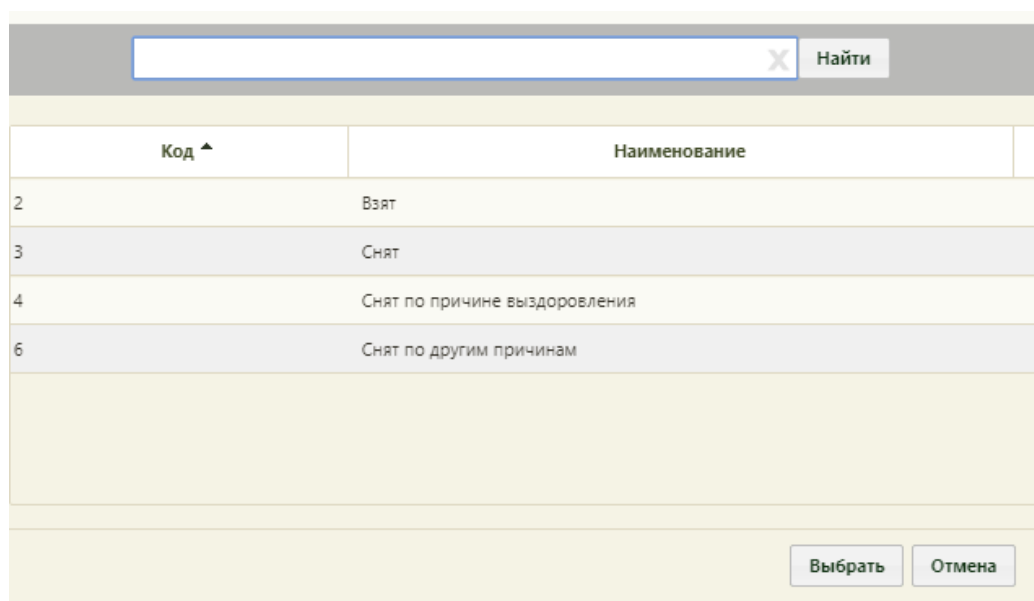 X Найти
Код Наименование
2 Взят
3 Снят
4 Снят по причине выздоровления
6 Снят по другим причинам
Выбрать Отмена